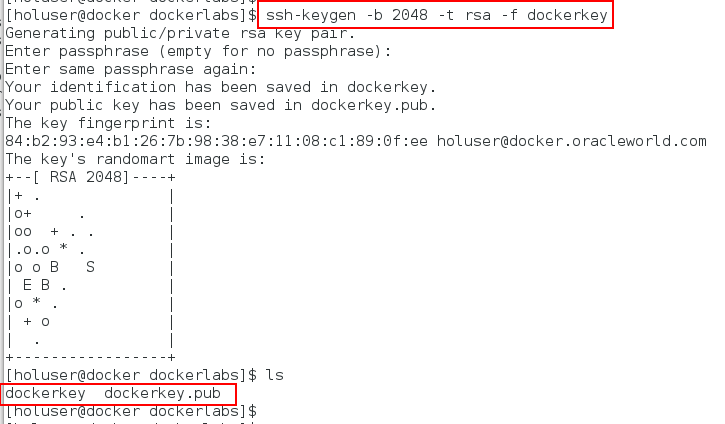 [holuser@docker dockerlabs]$
[holuser@docker dockerlabs]$ ssh-keygen -b 2048 -t rsa -f dockerkey
Generating public/private rsa key pair.
Enter passphrase (empty for no passphrase):
Enter same passphrase again:
Your identification has been saved in dockerkey.
Your public key has been saved in dockerkey.pub.
The key fingerprint is:
84:b2:93:e4:b1:26:7b:98:38:e7:11:08:c1:89:0f:ee holuser@docker.oracleworld.com
The key's randomart image is:
+--[ RSA 2048]----+
|+ .              |
|o+     .         |
|oo  + . .        |
|.o.o * .         |
|o o B   S        |
| E B .           |
|o * .            |
| + o             |
|  .              |
+-----------------+
[holuser@docker dockerlabs]$ ls
dockerkey  dockerkey.pub
[holuser@docker dockerlabs]$